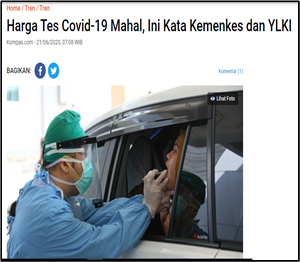 Home / Tren / Tren
Harga Tes Covid-19 Mahal, Ini Kata Kemenkes dan YLKI
Kompas.com - 21/06/2020, 07:08 WIB
BAGIKAN:
Komentar (1)
Lihat Foto